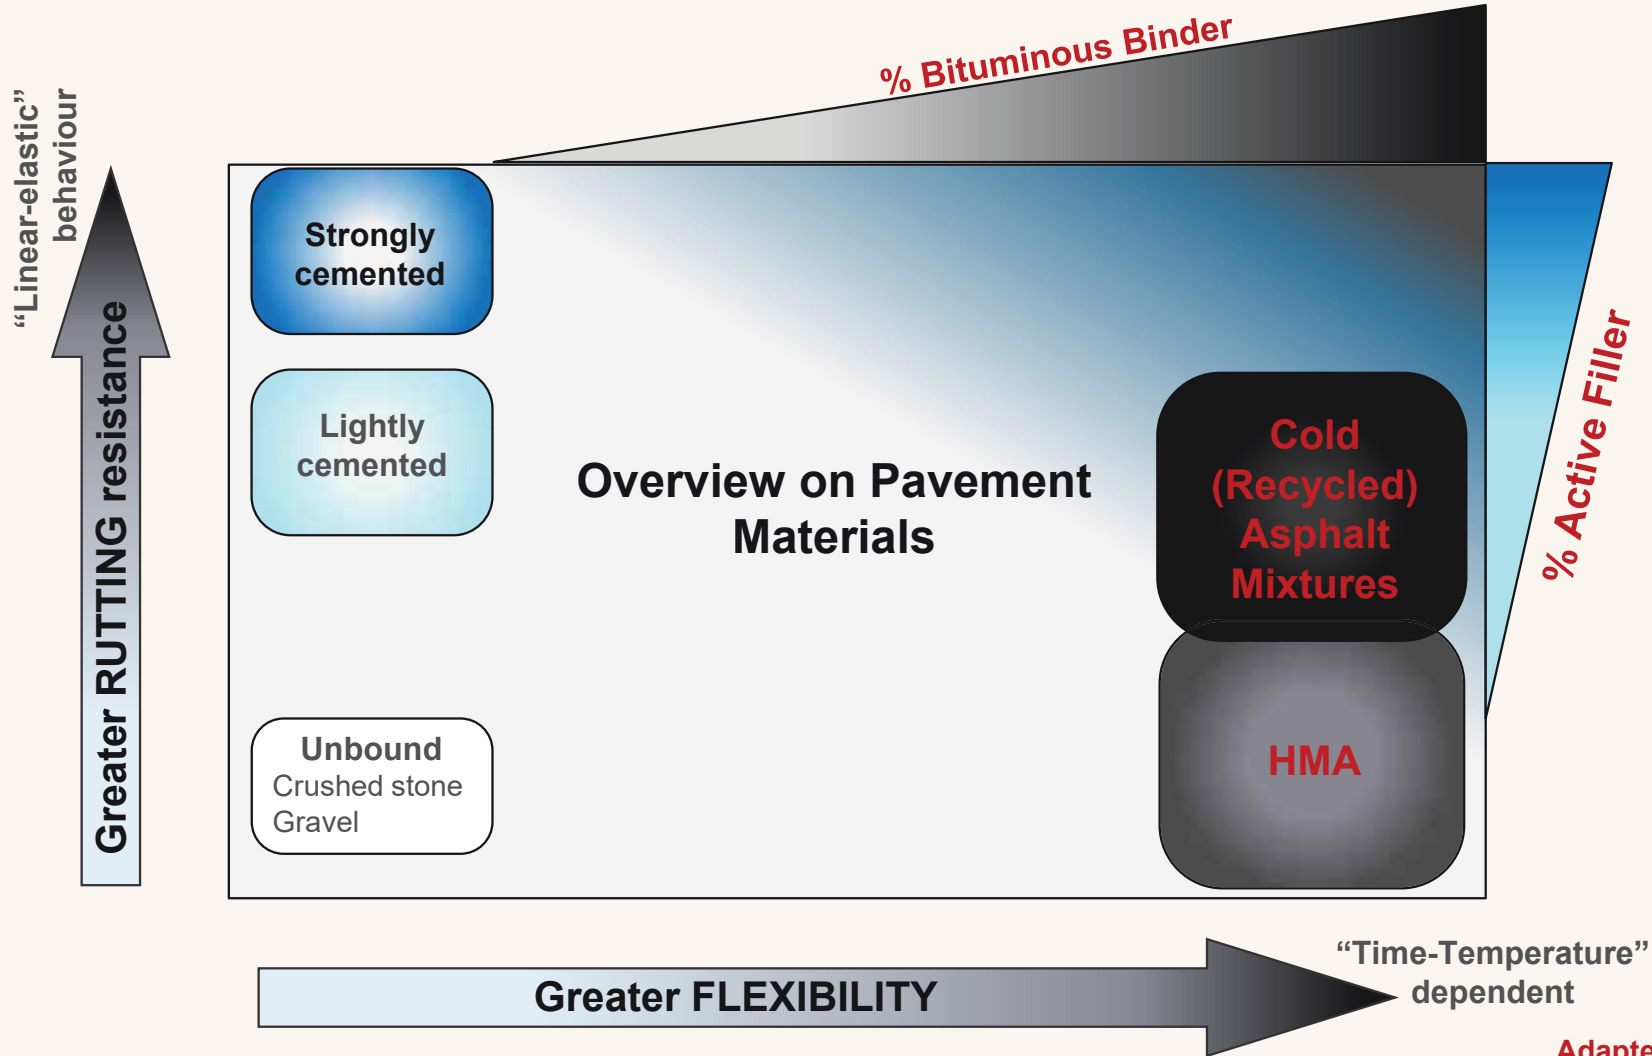 % Bituminous Binder
“Linear-elastic”
behaviour
Greater RUTTING resistance
Strongly
cemented
Lightly
cemented
Unbound
Crushed stone
Gravel
Overview on Pavement
Materials
Cold
(Recycled)
Asphalt
Mixtures
HMA
% Active Filler
Greater FLEXIBILITY
“Time-Temperature”
dependent
Adapte